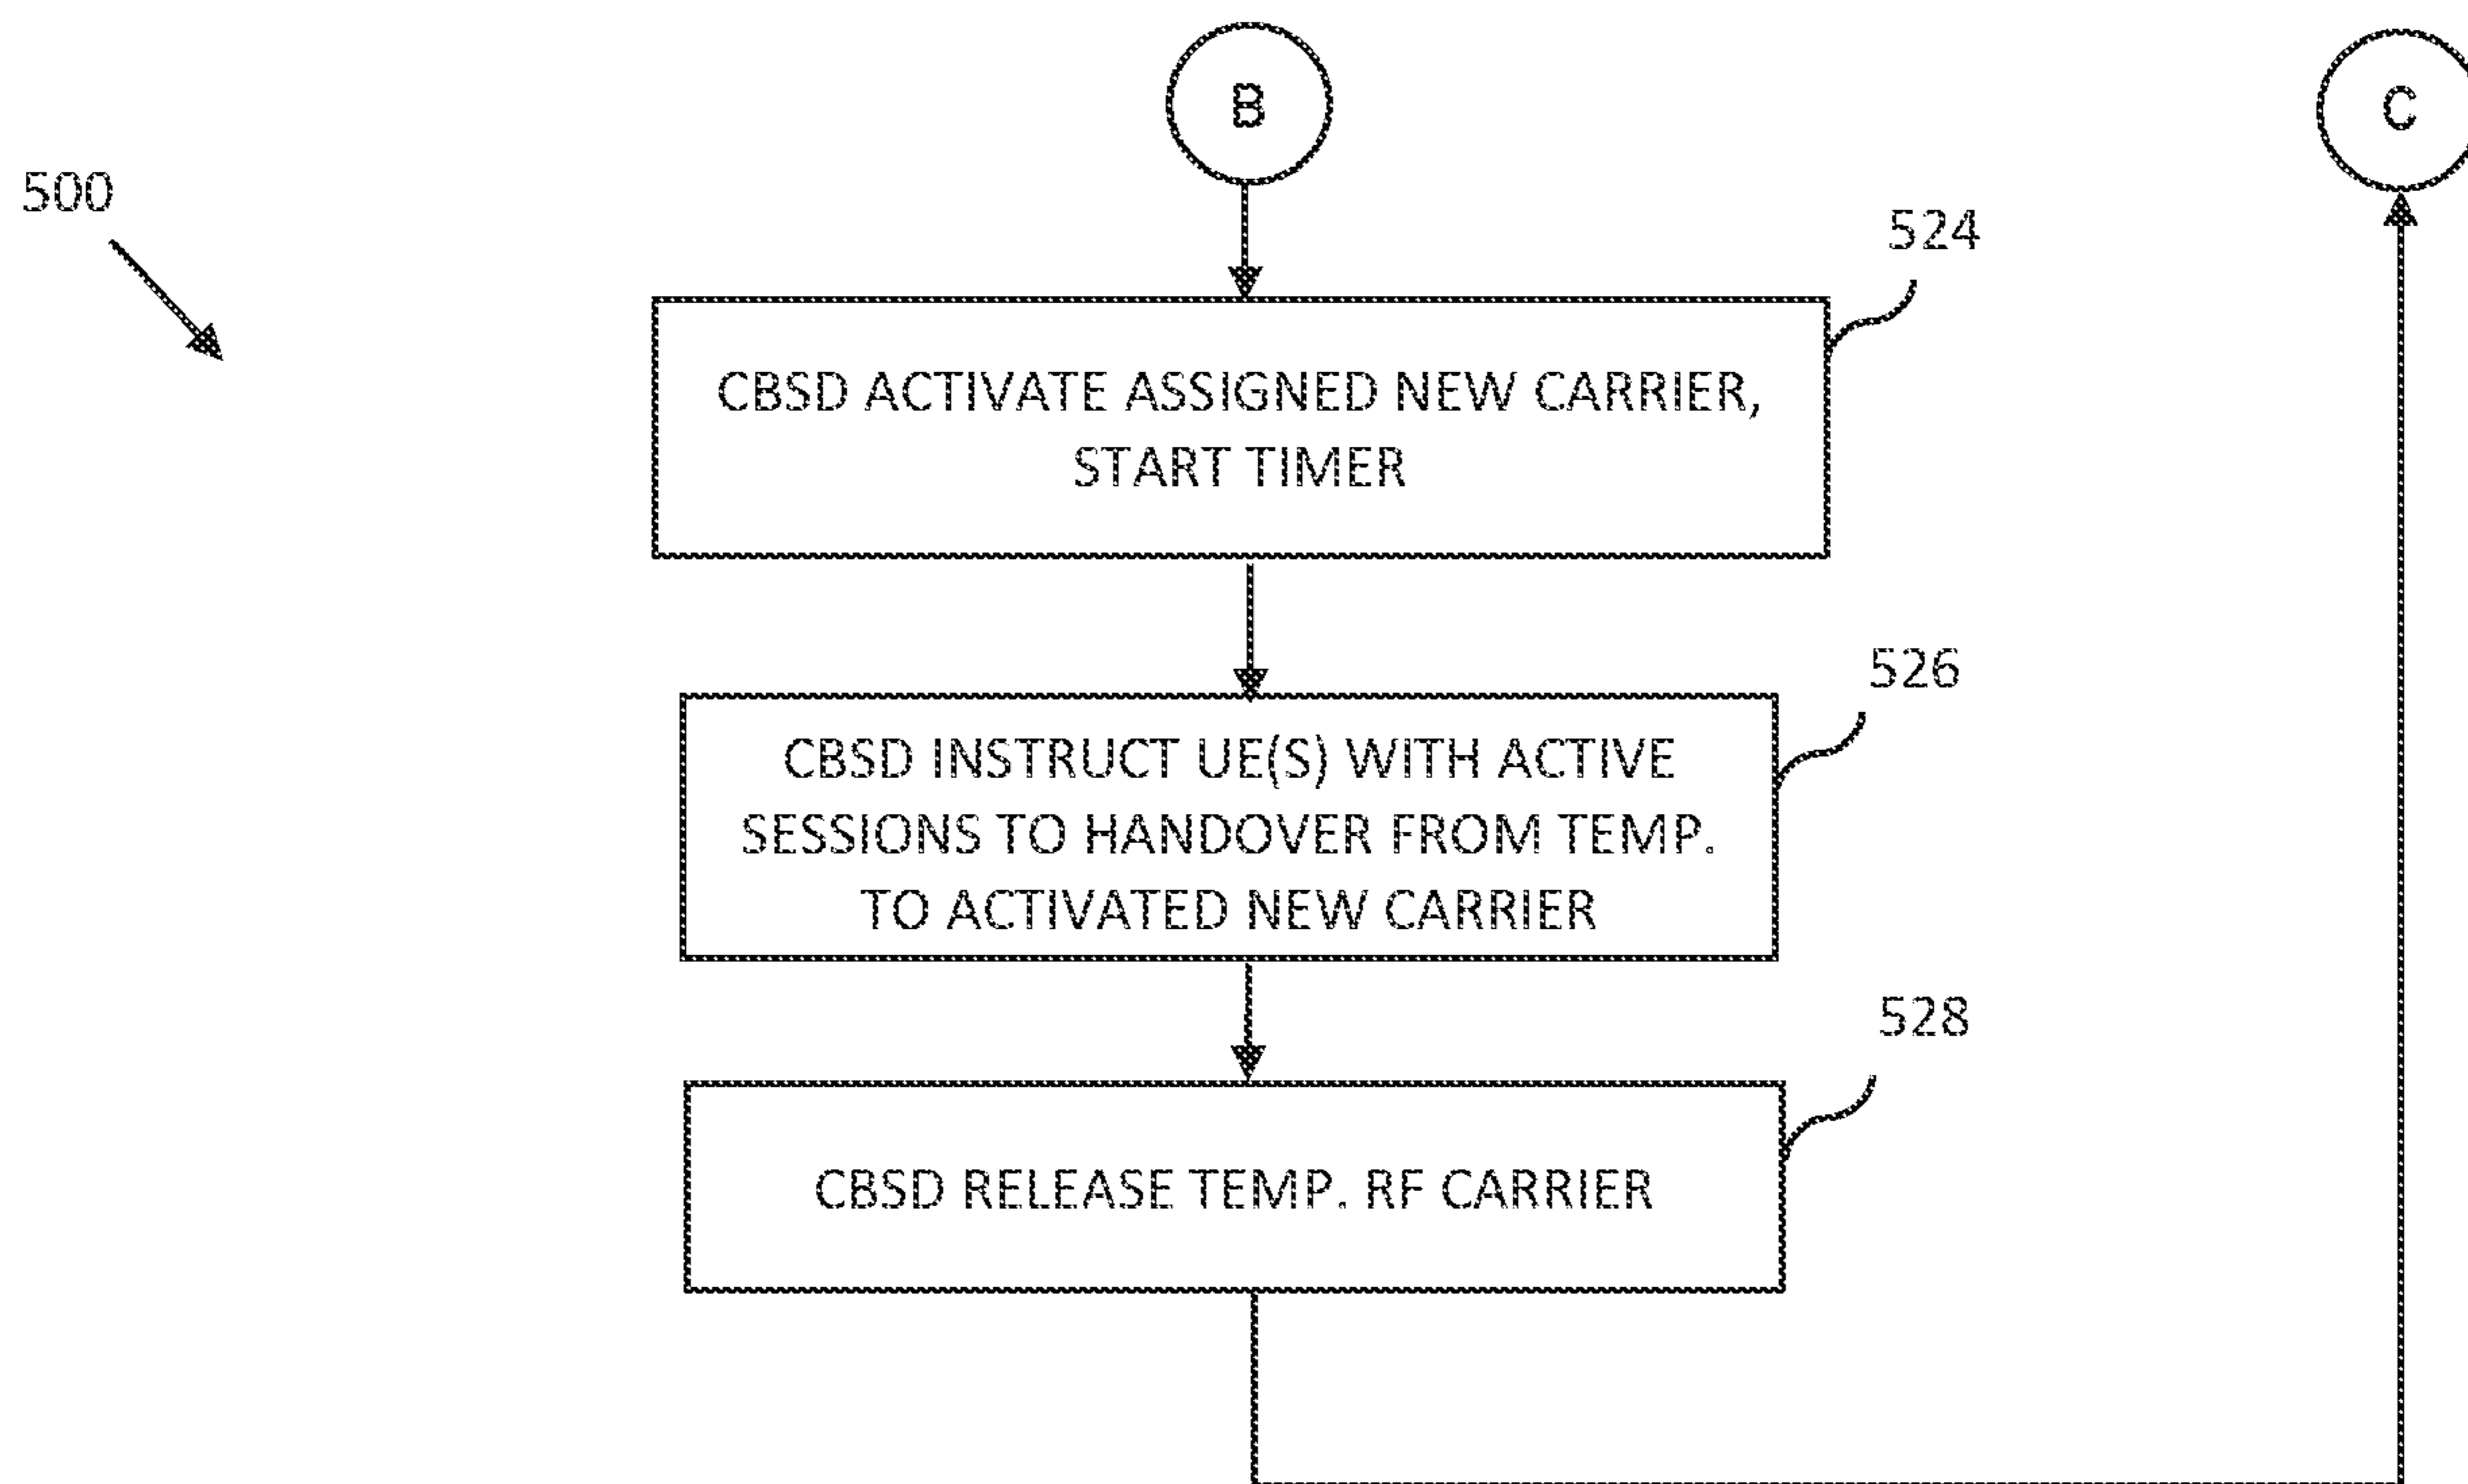 B
C
500
524
CBSD ACTIVATE ASSIGNED NEW CARRIER,
START TIMER
526
CBSD INSTRUCT UE(S) WITH ACTIVE
SESSIONS TO HANDOVER FROM TEMP.
TO ACTIVATED NEW CARRIER
528
CBSD RELEASE TEMP. RF CARRIER